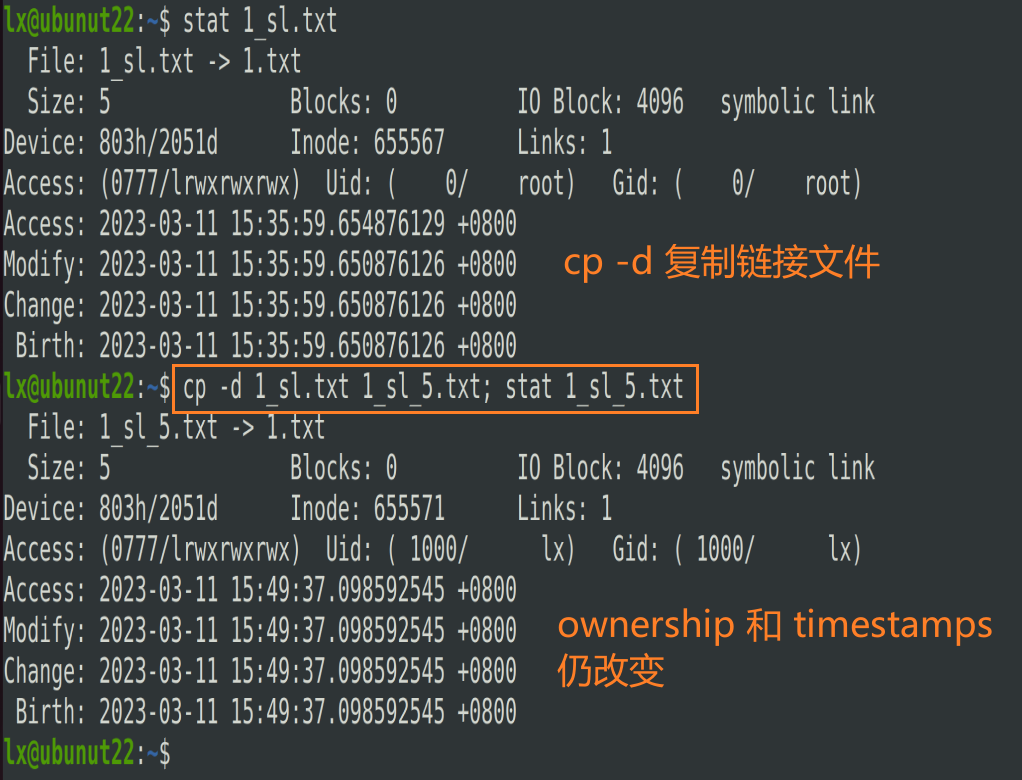 lx@ubunut22:~$ stat 1_sl.txt
  File: 1_sl.txt -> 1.txt
  Size: 5               Blocks: 0          IO Block: 4096   symbolic link
Device: 803h/2051d      Inode: 655567      Links: 1
Access: (0777/lrwxrwxrwx)  Uid: (    0/    root)   Gid: (    0/    root)
Access: 2023-03-11 15:35:59.654876129 +0800
Modify: 2023-03-11 15:35:59.650876126 +0800
cp -d 复制链接文件
Change: 2023-03-11 15:35:59.650876126 +0800
 Birth: 2023-03-11 15:35:59.650876126 +0800
lx@ubunut22:~$ cp -d 1_sl.txt 1_sl_5.txt; stat 1_sl_5.txt
  File: 1_sl_5.txt -> 1.txt
  Size: 5               Blocks: 0          IO Block: 4096   symbolic link
Device: 803h/2051d      Inode: 655571      Links: 1
Access: (0777/lrwxrwxrwx)  Uid: ( 1000/      lx)   Gid: ( 1000/      lx)
Access: 2023-03-11 15:49:37.098592545 +0800
Modify: 2023-03-11 15:49:37.098592545 +0800
ownership 和 timestamps
仍改变
Change: 2023-03-11 15:49:37.098592545 +0800
 Birth: 2023-03-11 15:49:37.098592545 +0800
lx@ubunut22:~$